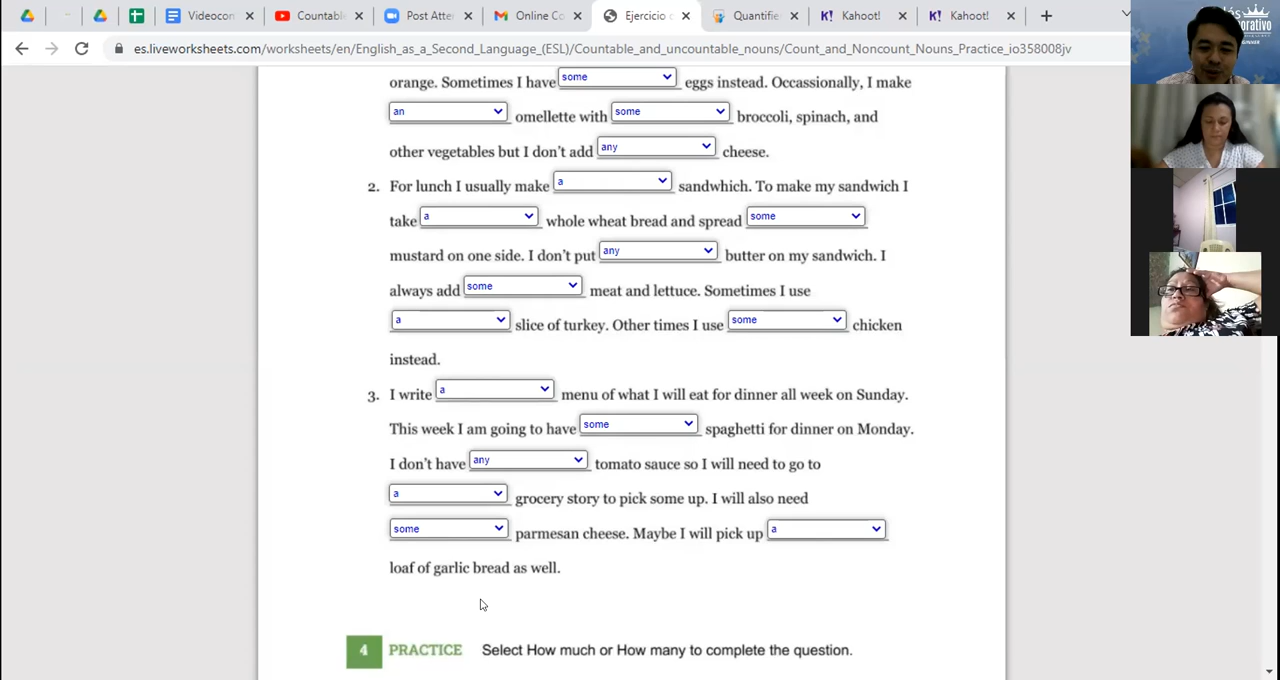 Videocor
Countable
Post Atte
Online Co
Ejercicio d
Quantifie
Kahoot!
Kahoot!
es.liveworksheets.com/worksheets/en/English_as_a_Second_Language_(ESL)/Countable_and_uncountable_nouns/Count_and_Noncount_Nouns_Practice_io358008jv
orange. Sometimes I have some eggs instead. Occassionally, I make
an omellette with some broccoli, spinach, and
other vegetables but I don't add any cheese.
2. For lunch I usually make a sandwhich. To make my sandwich I
take a whole wheat bread and spread some
mustard on one side. I don't put any butter on my sandwich. I
always add some meat and lettuce. Sometimes I use
a slice of turkey. Other times I use some chicken
instead.
3. I write a menu of what I will eat for dinner all week on Sunday.
This week I am going to have some spaghetti for dinner on Monday.
I don't have any tomato sauce so I will need to go to
a grocery story to pick some up. I will also need
some parmesan cheese. Maybe I will pick up a
loaf of garlic bread as well.
4 PRACTICE Select How much or How many to complete the question.